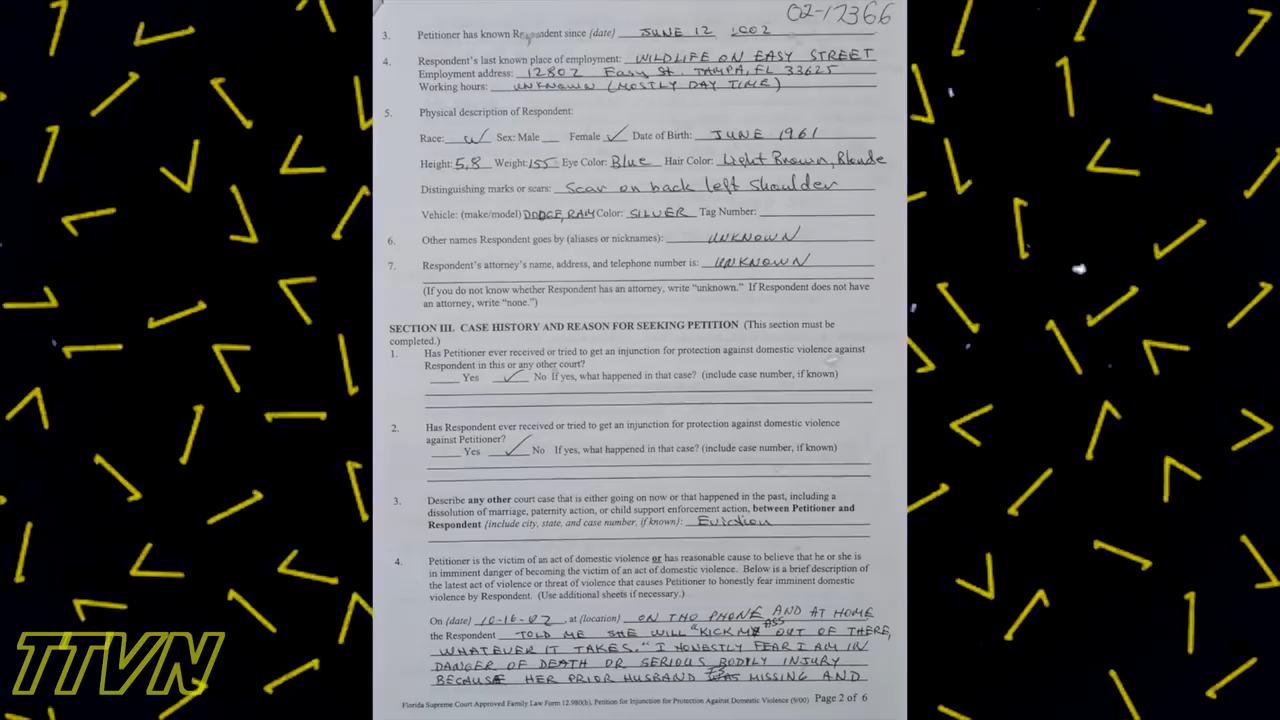 02-17366
3. Petitioner has known Respondent since (date) JUNE 12, 2002
4. Respondent's last known place of employment: WILDLIFE ON EASY STREET
Employment address: 12802 Easy St. TAMPA, FL 33625
Working hours: UNKNOWN (MOSTLY DAY TIME)
5. Physical description of Respondent:
Race: W Sex: Male ___ Female ✓ Date of Birth: JUNE 1961
Height: 5,8 Weight: 155 Eye Color: Blue Hair Color: Light Brown, Blonde
Distinguishing marks or scars: Scar on back left shoulder
Vehicle: (make/model) DODGE, RAM Color: SILVER Tag Number:
6. Other names Respondent goes by (aliases or nicknames): UNKNOWN
7. Respondent's attorney's name, address, and telephone number is: UNKNOWN
(If you do not know whether Respondent has an attorney, write "unknown." If Respondent does not have
an attorney, write "none.")
SECTION III. CASE HISTORY AND REASON FOR SEEKING PETITION (This section must be
completed.)
1. Has Petitioner ever received or tried to get an injunction for protection against domestic violence against
Respondent in this or any other court?
___ Yes ✓ No If yes, what happened in that case? (include case number, if known)
2. Has Respondent ever received or tried to get an injunction for protection against domestic violence
against Petitioner?
___ Yes ✓ No If yes, what happened in that case? (include case number, if known)
3. Describe any other court case that is either going on now or that happened in the past, including a
dissolution of marriage, paternity action, or child support enforcement action, between Petitioner and
Respondent (include city, state, and case number, if known): Eviction
4. Petitioner is the victim of an act of domestic violence or has reasonable cause to believe that he or she is
in imminent danger of becoming the victim of an act of domestic violence. Below is a brief description of
the latest act of violence or threat of violence that causes Petitioner to honestly fear imminent domestic
violence by Respondent. (Use additional sheets if necessary.)
On (date) 10-16-02, at (location) ON THO PHONE AND AT HOME
the Respondent TOLD ME SHE WILL "KICK MY ASS OUT OF THERE,
WHATEVER IT TAKES." I HONESTLY FEAR I AM IN
DANGER OF DEATH OR SERIOUS BODILY INJURY
BECAUSE HER PRIOR HUSBAND IS MISSING AND
Florida Supreme Court Approved Family Law Form 12.980(b), Petition for Injunction for Protection Against Domestic Violence (9/00) Page 2 of 6
TTVN